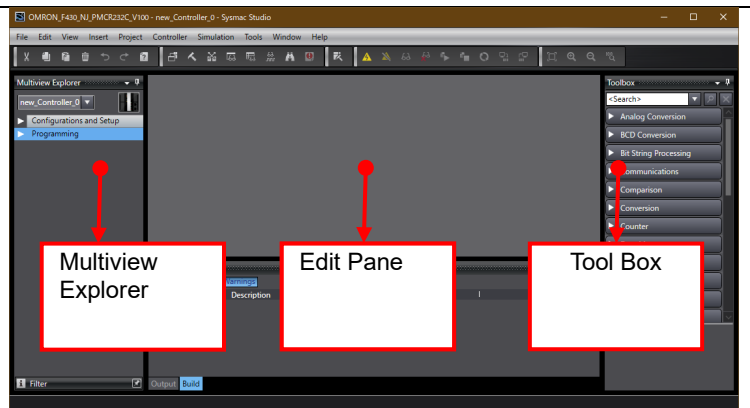 OMRON_F430_NJ_PMCR232C_V100 - new_Controller_0 - Sysmac Studio
File Edit View Insert Project Controller Simulation Tools Window Help
Multiview Explorer
new_Controller_0
Configurations and Setup
Programming
Filter
Toolbox
<Search>
Analog Conversion
BCD Conversion
Bit String Processing
Communications
Comparison
Conversion
Counter
Multiview
Explorer
Edit Pane
Tool Box
Warnings
Description
Output Build